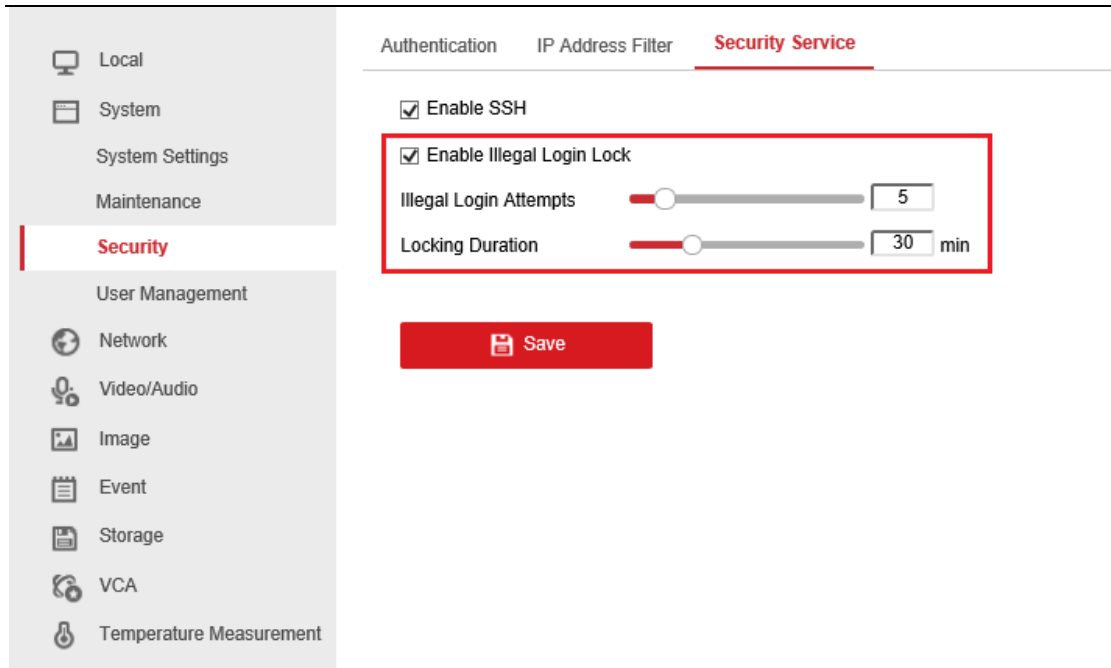 Local
System
System Settings
Maintenance
Security
User Management
Network
Video/Audio
Image
Event
Storage
VCA
Temperature Measurement
Authentication IP Address Filter Security Service
Enable SSH
Enable Illegal Login Lock
Illegal Login Attempts 5
Locking Duration 30 min
Save